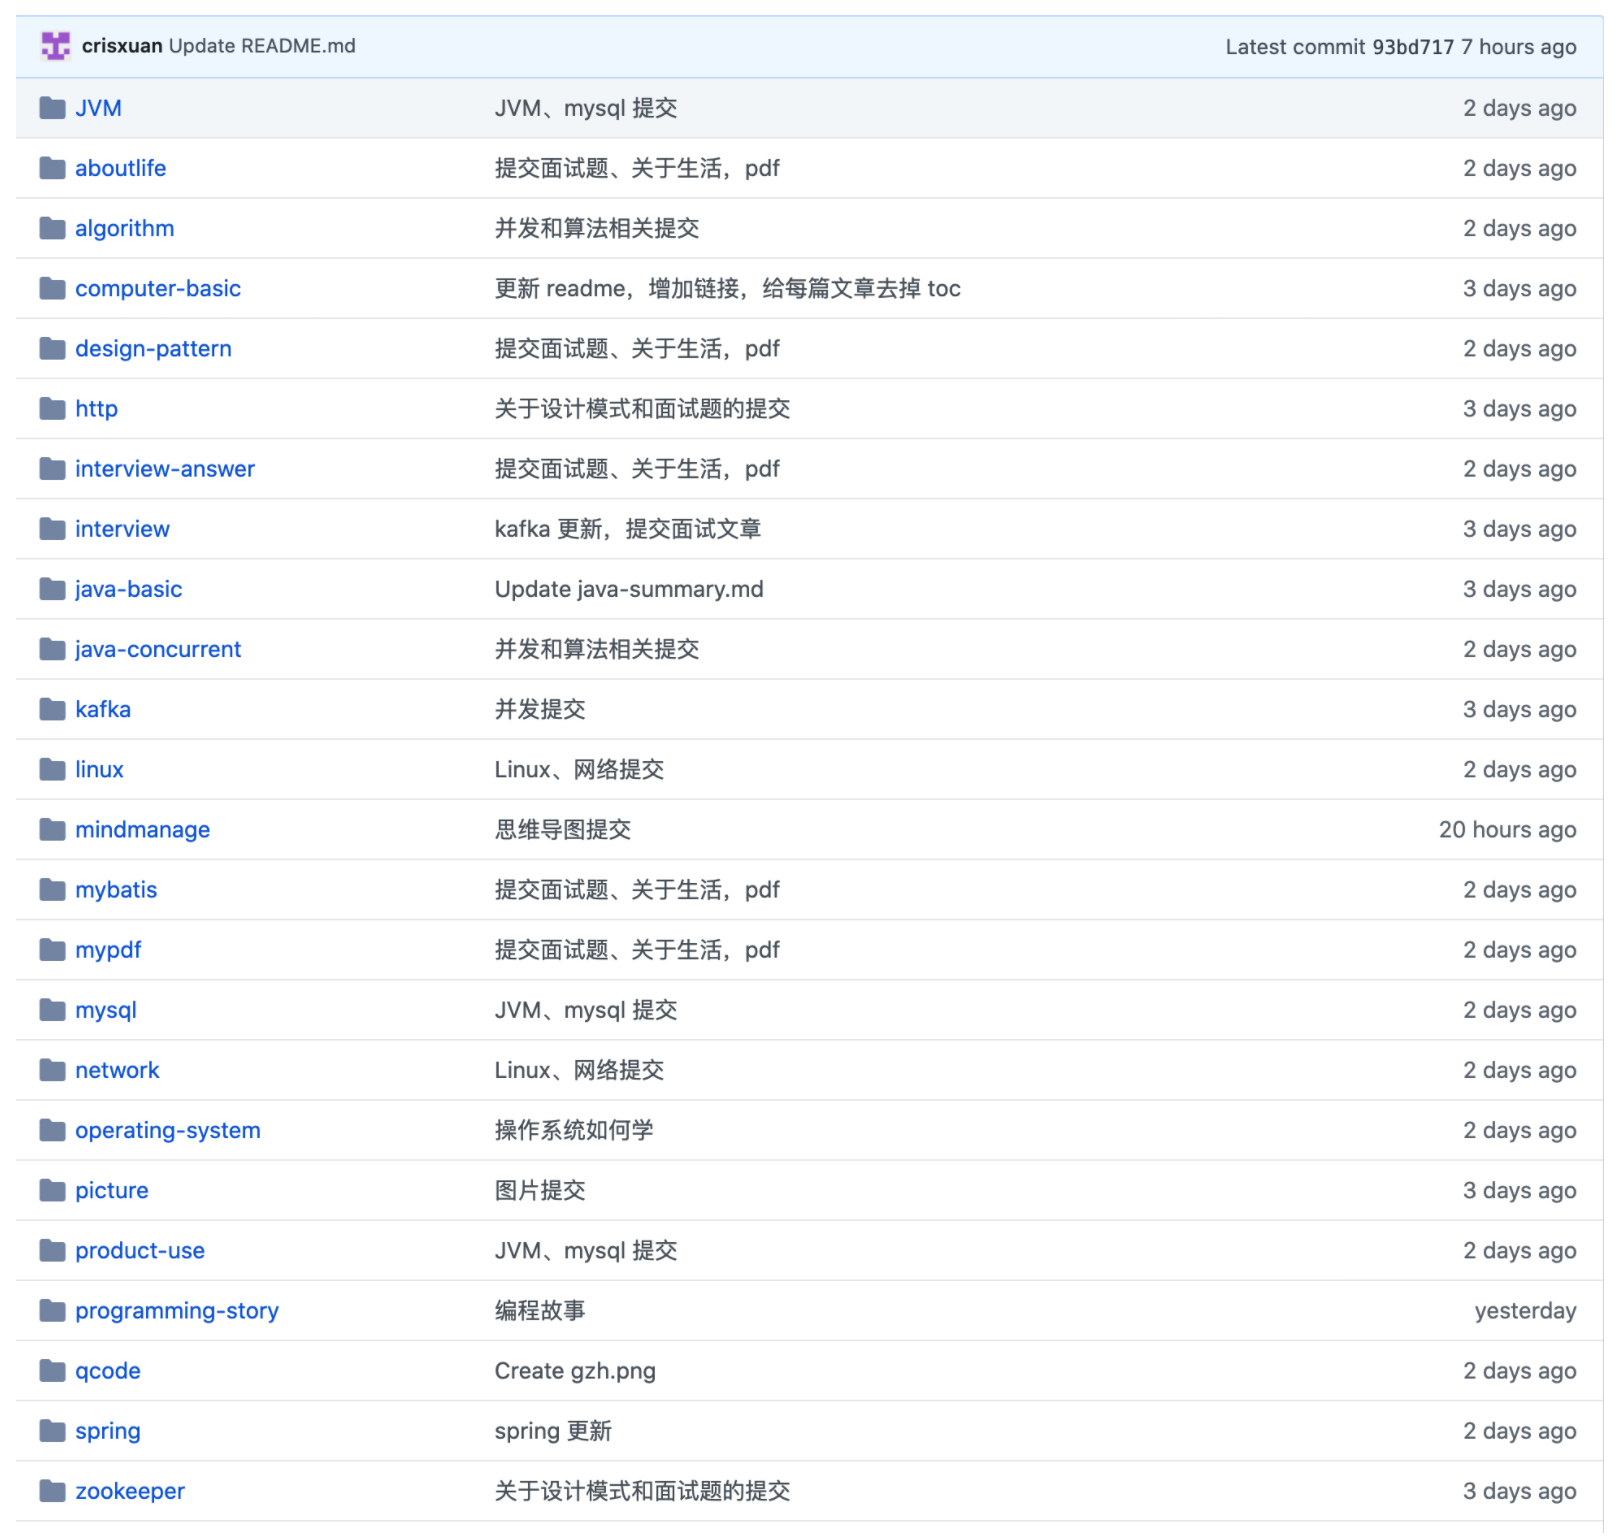 crisxuan Update README.md Latest commit 93bd717 7 hours ago
JVM JVM、mysql 提交 2 days ago
aboutlife 提交面试题、关于生活，pdf 2 days ago
algorithm 并发和算法相关提交 2 days ago
computer-basic 更新 readme，增加链接，给每篇文章去掉 toc 3 days ago
design-pattern 提交面试题、关于生活，pdf 2 days ago
http 关于设计模式和面试题的提交 3 days ago
interview-answer 提交面试题、关于生活，pdf 2 days ago
interview kafka 更新，提交面试文章 3 days ago
java-basic Update java-summary.md 3 days ago
java-concurrent 并发和算法相关提交 2 days ago
kafka 并发提交 3 days ago
linux Linux、网络提交 2 days ago
mindmanage 思维导图提交 20 hours ago
mybatis 提交面试题、关于生活，pdf 2 days ago
mypdf 提交面试题、关于生活，pdf 2 days ago
mysql JVM、mysql 提交 2 days ago
network Linux、网络提交 2 days ago
operating-system 操作系统如何学 2 days ago
picture 图片提交 3 days ago
product-use JVM、mysql 提交 2 days ago
programming-story 编程故事 yesterday
qcode Create gzh.png 2 days ago
spring spring 更新 2 days ago
zookeeper 关于设计模式和面试题的提交 3 days ago